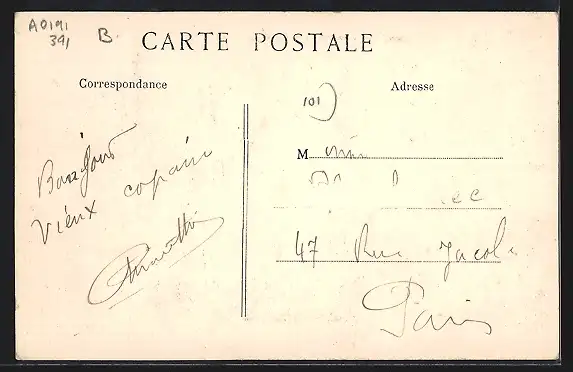 A0191
391
B.
CARTE POSTALE
Correspondance
Adresse
101)
M
Bonjour
vieux copain
47 Rue Jacob
Paris